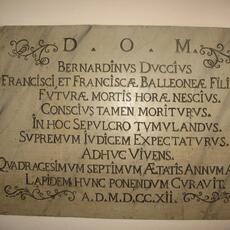 D. O. M.
BERNARDINVS DVCCIVS
FRANCISCI, ET FRANCISCÆ BALLEONEÆ FILI
FVTVRÆ MORTIS HORÆ NESCIVS.
CONSCIVS TAMEN MORITVRVS.
IN HOC SEPVLCRO TVMVLANDVS.
SVPREMVM IVDICEM EXPECTATVRVS.
ADHVC VIVENS.
QVADRAGESIMVM SEPTIMVM ÆTATIS ANNVM A
LAPIDEM HVNC PONENDVM CVRAVIT.
A.D.M.D.CC.XII.